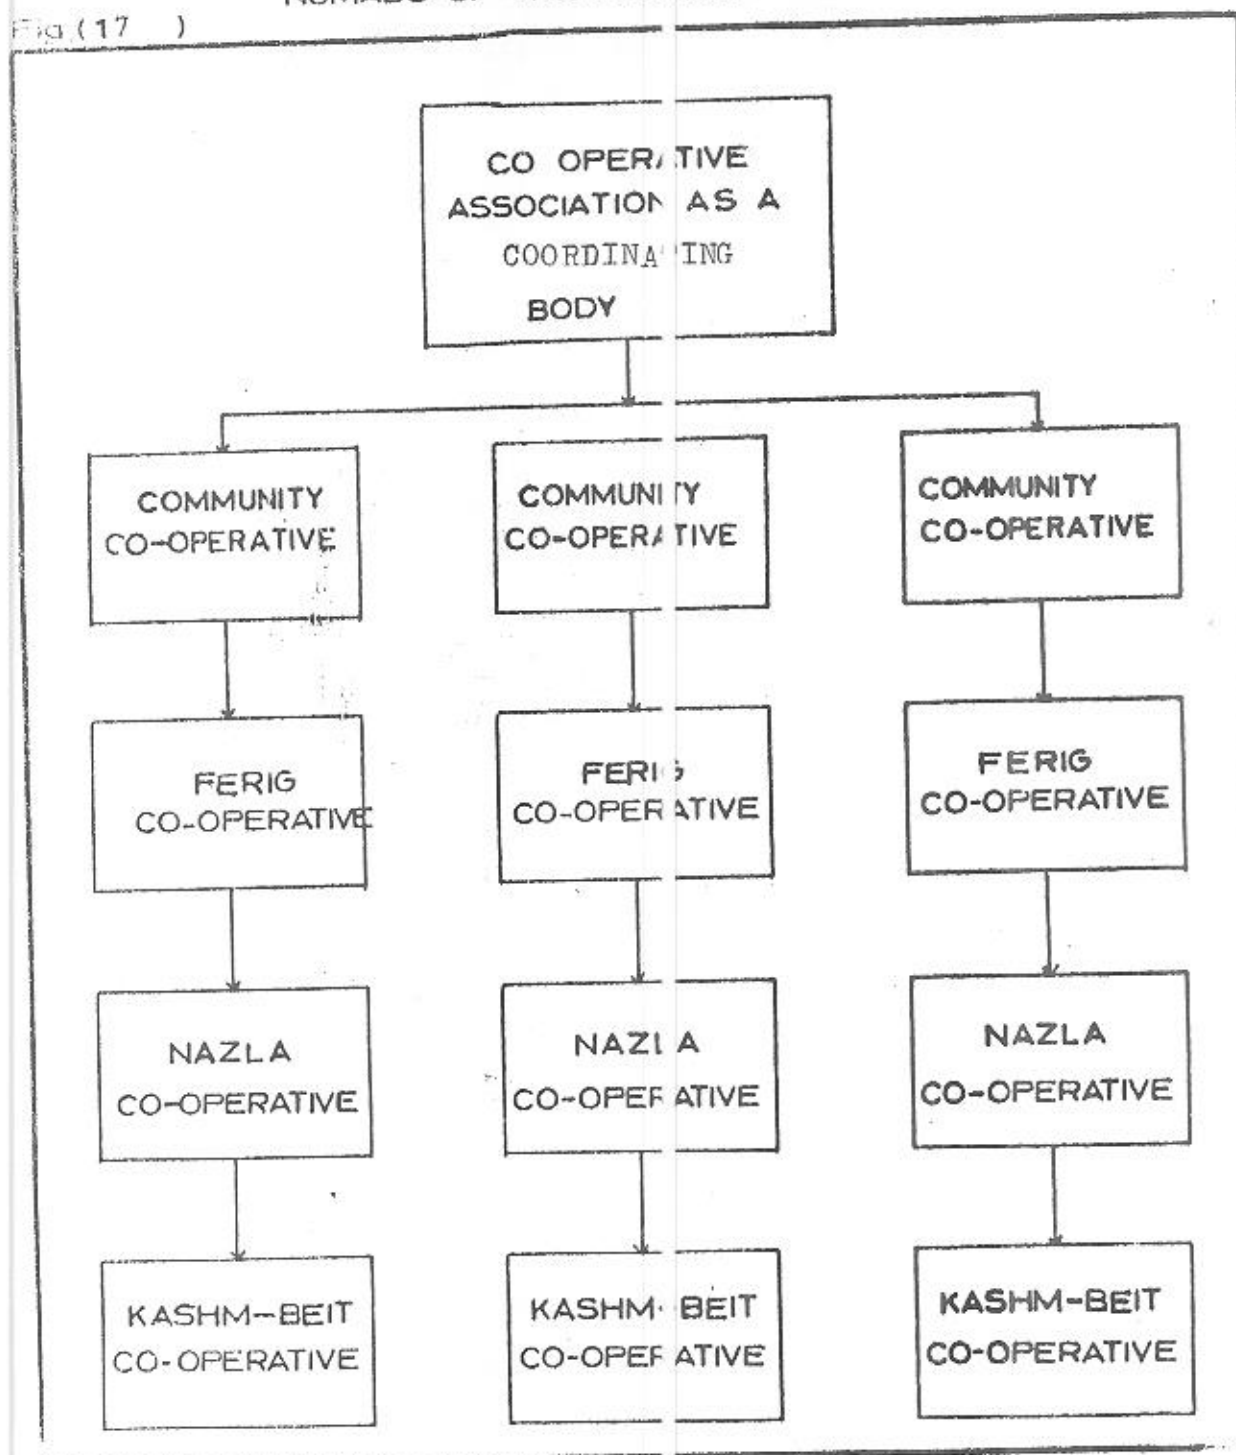 Fig (17 )
CO OPERATIVE
ASSOCIATION AS A
COORDINATING
BODY
COMMUNITY
CO-OPERATIVE
COMMUNITY
CO-OPERATIVE
COMMUNITY
CO-OPERATIVE
FERIG
CO-OPERATIVE
FERIG
CO-OPERATIVE
FERIG
CO-OPERATIVE
NAZLA
CO-OPERATIVE
NAZLA
CO-OPERATIVE
NAZLA
CO-OPERATIVE
KASHM-BEIT
CO-OPERATIVE
KASHM-BEIT
CO-OPERATIVE
KASHM-BEIT
CO-OPERATIVE